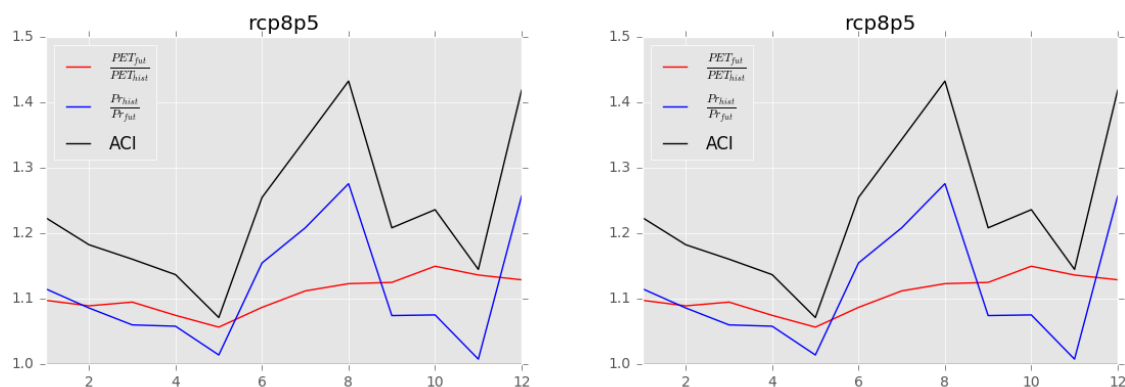 rcp8p5
1.5
1.4
1.3
1.2
1.1
1.0
PET_fut
PET_hist
Pr_hist
Pr_fut
ACI
2 4 6 8 10 12
rcp8p5
1.5
1.4
1.3
1.2
1.1
1.0
PET_fut
PET_hist
Pr_hist
Pr_fut
ACI
2 4 6 8 10 12